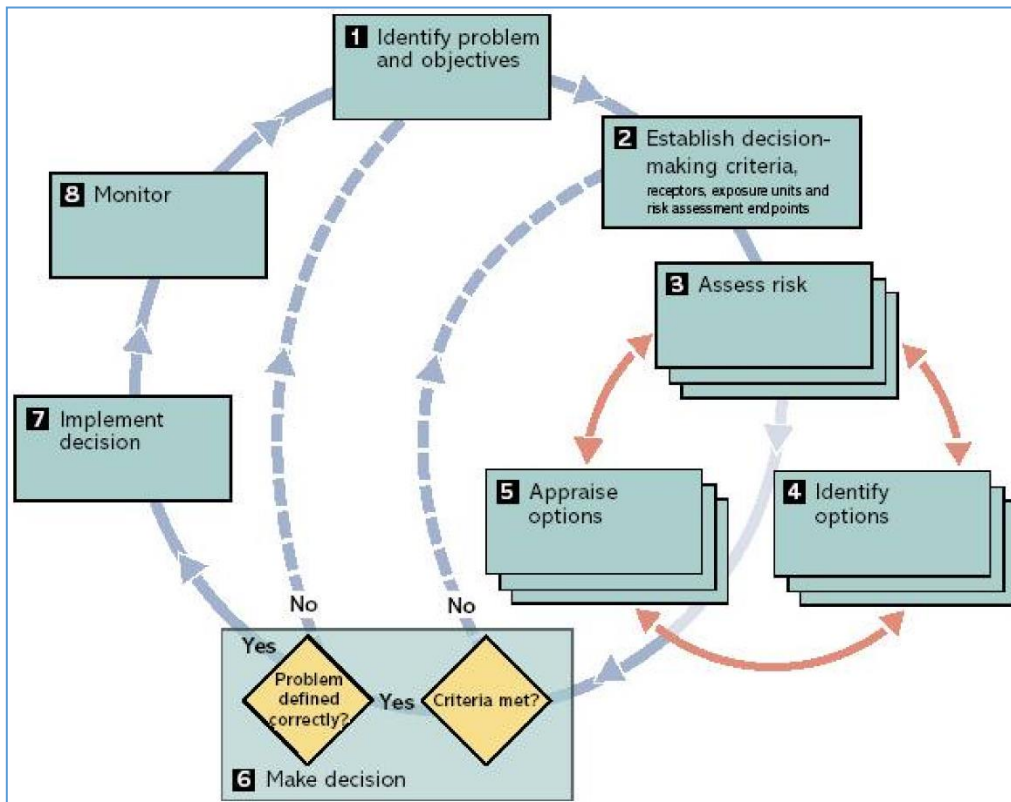 1 Identify problem
and objectives
2 Establish decision-
making criteria,
receptors, exposure units and
risk assessment endpoints
3 Assess risk
4 Identify
options
5 Appraise
options
6 Make decision
Criteria met?
Yes
No
Problem
defined
correctly?
Yes
No
7 Implement
decision
8 Monitor